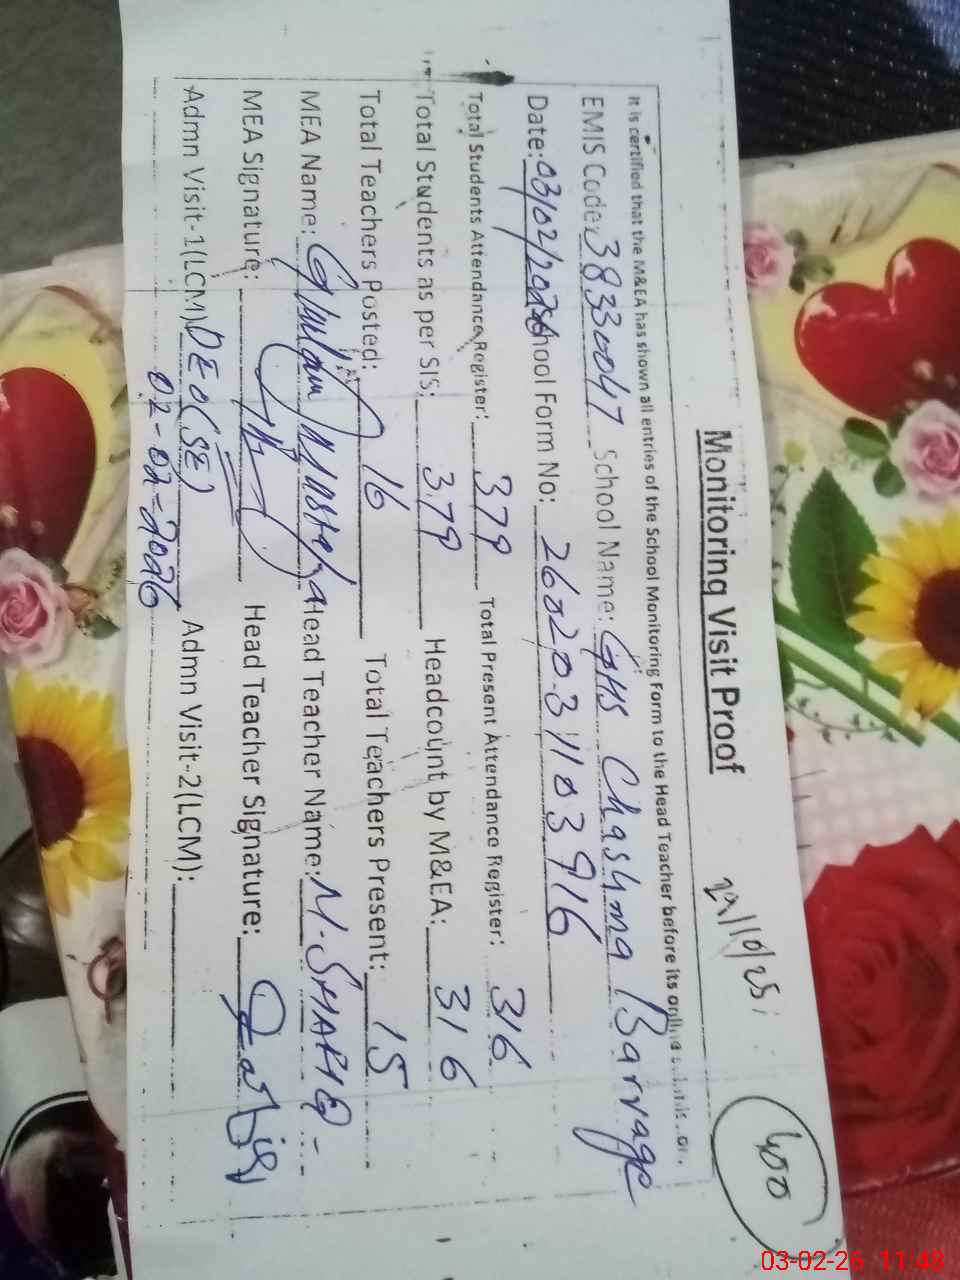 Monitoring Visit Proof
22/10/25
400
It is certified that the M&EA has shown all entries of the School Monitoring Form to the Head Teacher before its
EMIS Code: 38330047 School Name: GHS Chashma Barrage
Date: 03/02/2026 School Form No: 2602031103916
Total Students Attendance Register: 379 Total Present Attendance Register: 316
Total Students as per SIS: 379 Headcount by M&EA: 316
Total Teachers Posted: 16 Total Teachers Present: 15
MEA Name: Ghulam Mustafa Head Teacher Name: M. SHAFIQ
MEA Signature: Head Teacher Signature:
Admn Visit-1(LCM) DEO(SE) Admn Visit-2(LCM):
02-02-2026
03-02-26 11:48